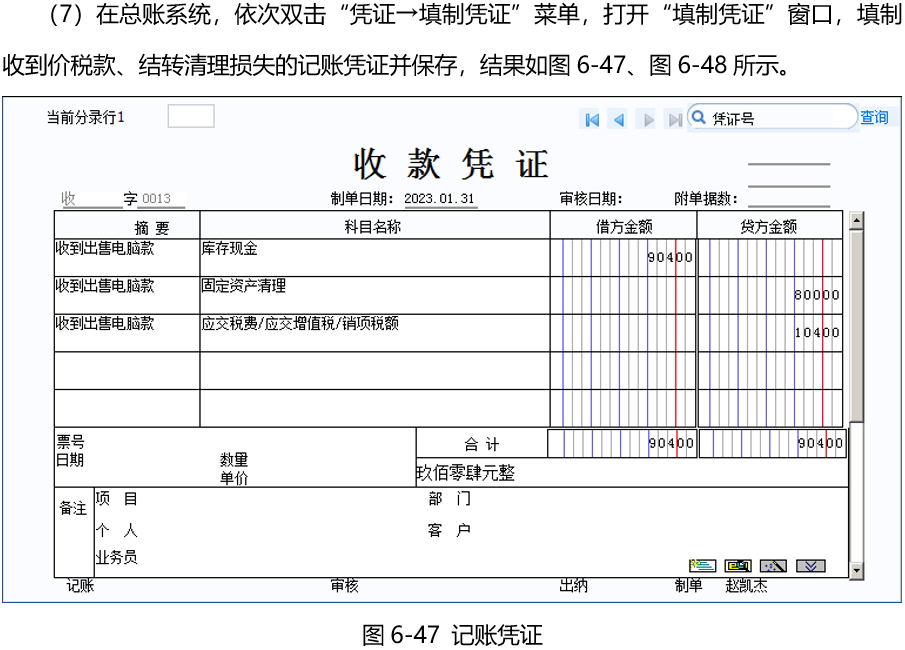 （7）在总账系统，依次双击“凭证→填制凭证”菜单，打开“填制凭证”窗口，填制
收到价税款、结转清理损失的记账凭证并保存，结果如图 6-47、图 6-48 所示。
当前分录行1
凭证号 查询
收 款 凭 证
收 字 0013 制单日期： 2023.01.31 审核日期： 附单据数：
摘 要 科目名称 借方金额 贷方金额
收到出售电脑款 库存现金 90400
收到出售电脑款 固定资产清理 80000
收到出售电脑款 应交税费/应交增值税/销项税额 10400
票号 合 计 90400 90400
日期 数量
单价 玖佰零肆元整
备注 项 目 部 门
个 人 客 户
业务员
记账 审核 出纳 制单 赵凯杰
图 6-47 记账凭证